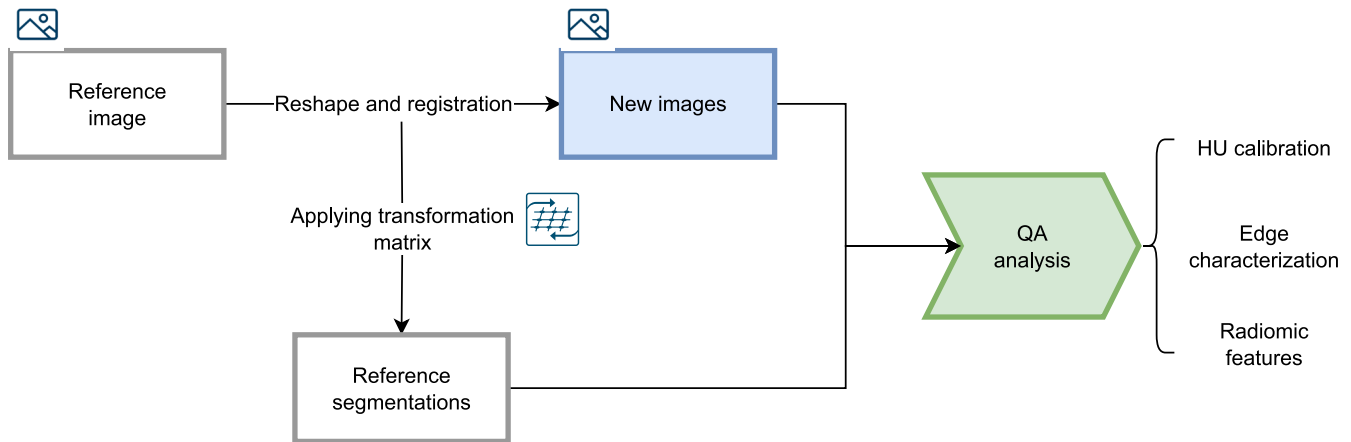 Reference
image
Reshape and registration
New images
Applying transformation
matrix
Reference
segmentations
QA
analysis
HU calibration
Edge
characterization
Radiomic
features